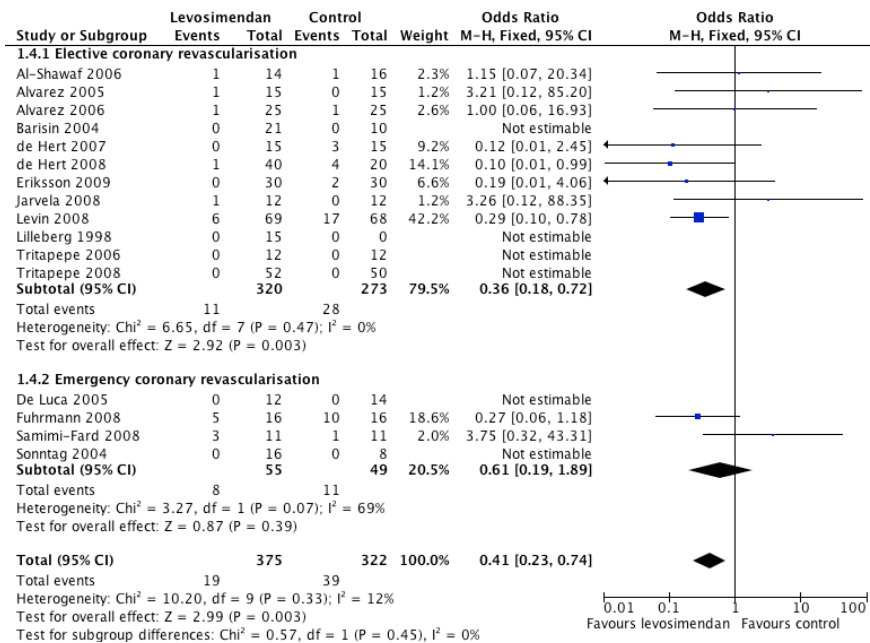 Levosimendan Control Odds Ratio Odds Ratio
Study or Subgroup Events Total Events Total Weight M-H, Fixed, 95% CI M-H, Fixed, 95% CI
1.4.1 Elective coronary revascularisation
Al-Shawaf 2006 1 14 1 16 2.3% 1.15 [0.07, 20.34]
Alvarez 2005 1 15 0 15 1.2% 3.21 [0.12, 85.20]
Alvarez 2006 1 25 1 25 2.6% 1.00 [0.06, 16.93]
Barisin 2004 0 21 0 10 Not estimable
de Hert 2007 0 15 3 15 9.2% 0.12 [0.01, 2.45]
de Hert 2008 1 40 4 20 14.1% 0.10 [0.01, 0.99]
Eriksson 2009 0 30 2 30 6.6% 0.19 [0.01, 4.06]
Jarvela 2008 1 12 0 12 1.2% 3.26 [0.12, 88.35]
Levin 2008 6 69 17 68 42.2% 0.29 [0.10, 0.78]
Lilleberg 1998 0 15 0 0 Not estimable
Tritapepe 2006 0 12 0 12 Not estimable
Tritapepe 2008 0 52 0 50 Not estimable
Subtotal (95% CI) 320 273 79.5% 0.36 [0.18, 0.72]
Total events 11 28
Heterogeneity: Chi² = 6.65, df = 7 (P = 0.47); I² = 0%
Test for overall effect: Z = 2.92 (P = 0.003)
1.4.2 Emergency coronary revascularisation
De Luca 2005 0 12 0 14 Not estimable
Fuhrmann 2008 5 16 10 16 18.6% 0.27 [0.06, 1.18]
Samimi-Fard 2008 3 11 1 11 2.0% 3.75 [0.32, 43.31]
Sonntag 2004 0 16 0 8 Not estimable
Subtotal (95% CI) 55 49 20.5% 0.61 [0.19, 1.89]
Total events 8 11
Heterogeneity: Chi² = 3.27, df = 1 (P = 0.07); I² = 69%
Test for overall effect: Z = 0.87 (P = 0.39)
Total (95% CI) 375 322 100.0% 0.41 [0.23, 0.74]
Total events 19 39
Heterogeneity: Chi² = 10.20, df = 9 (P = 0.33); I² = 12%
Test for overall effect: Z = 2.99 (P = 0.003)
Test for subgroup differences: Chi² = 0.57, df = 1 (P = 0.45), I² = 0%
0.01 0.1 1 10 100
Favours levosimendan Favours control